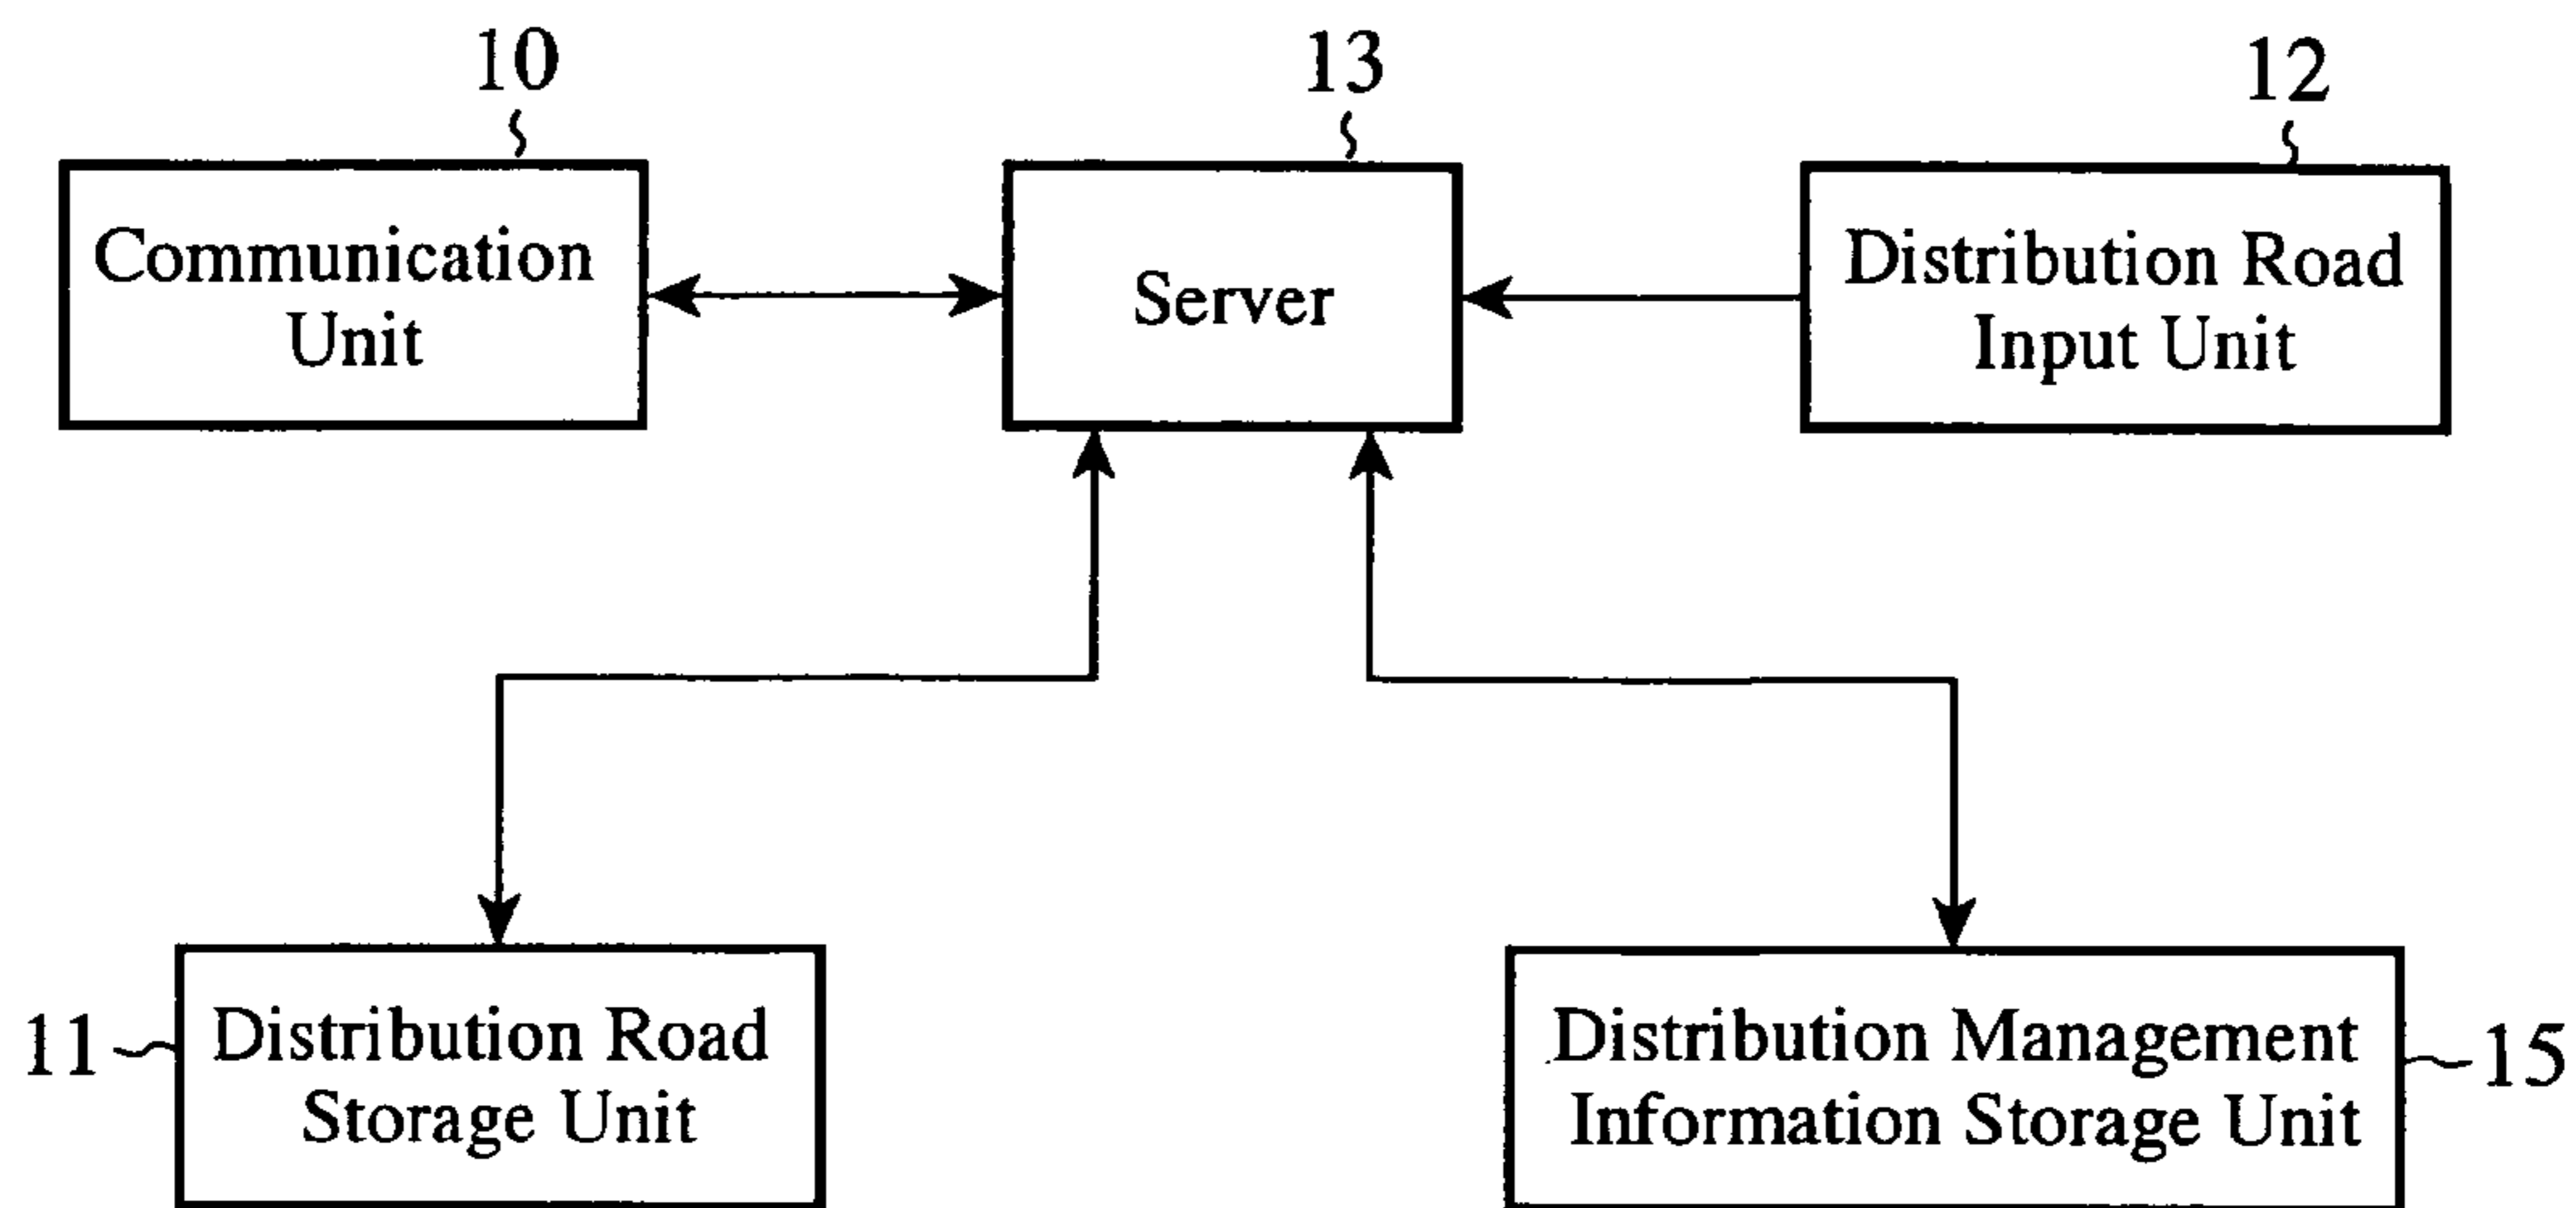 10
13
12
Communication
Unit
Server
Distribution Road
Input Unit
11
Distribution Road
Storage Unit
Distribution Management
Information Storage Unit
15